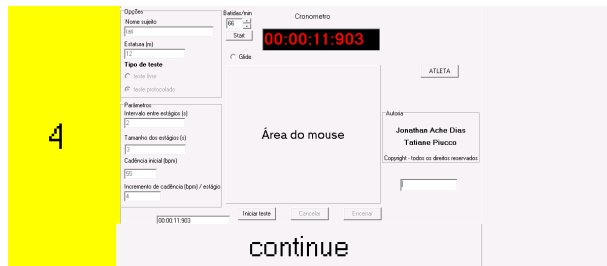 4
Opções
Nome sujeito
tati
Estatura (m)
12
Tipo de teste
teste livre
teste protocolado
Parâmetros
Intervalo entre estágios (s)
2
Tamanho dos estágios (s)
3
Cadência inicial (bpm)
55
Incremento de cadência (bpm) / estágio
4
00:00:11:903
Batidas/min
66
Start
Glide
Cronometro
00:00:11:903
Área do mouse
Iniciar teste
Cancelar
Encerrar
ATLETA
Autoria
Jonathan Ache Dias
Tatiane Piucco
Copyright - todos os direitos reservados
continue